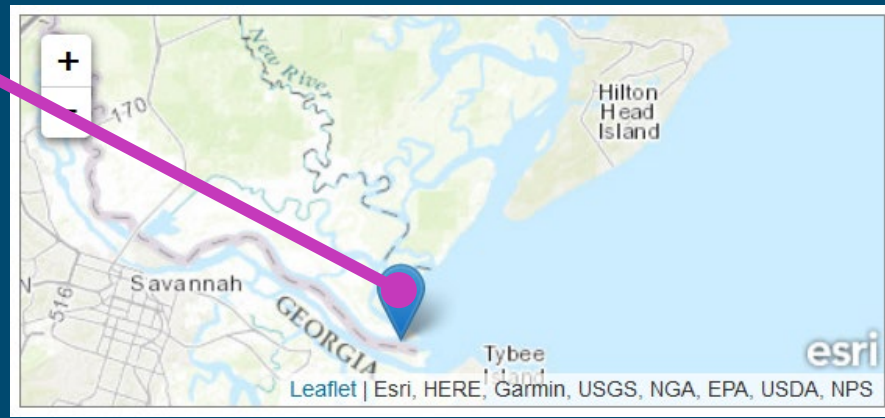 +
170
New River
Hilton
Head
Island
Savannah
N
516
GEORGIA
Tybee
Island
esri
Leaflet | Esri, HERE, Garmin, USGS, NGA, EPA, USDA, NPS